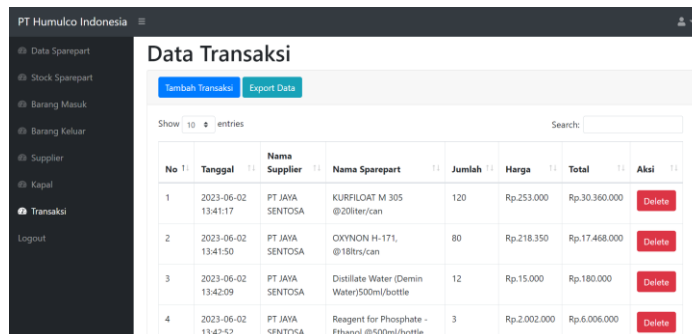 PT Humulco Indonesia
Data Sparepart
Stock Sparepart
Barang Masuk
Barang Keluar
Supplier
Kapal
Transaksi
Logout
Data Transaksi
Tambah Transaksi Export Data
Show 10 entries Search:
No Tanggal Nama Supplier Nama Sparepart Jumlah Harga Total Aksi
1 2023-06-02 PT JAYA KURFILOAT M 305 120 Rp.253.000 Rp.30.360.000 Delete
13:41:17 SENTOSA @20liter/can
2 2023-06-02 PT JAYA OXYNON H-171, 80 Rp.218.350 Rp.17.468.000 Delete
13:41:50 SENTOSA @18ltrs/can
3 2023-06-02 PT JAYA Distillate Water (Demin 12 Rp.15.000 Rp.180.000 Delete
13:42:09 SENTOSA Water)500ml/bottle
4 2023-06-02 PT JAYA Reagent for Phosphate - 3 Rp.2.002.000 Rp.6.006.000 Delete
13:42:52 SENTOSA Ethanol @500ml/bottle